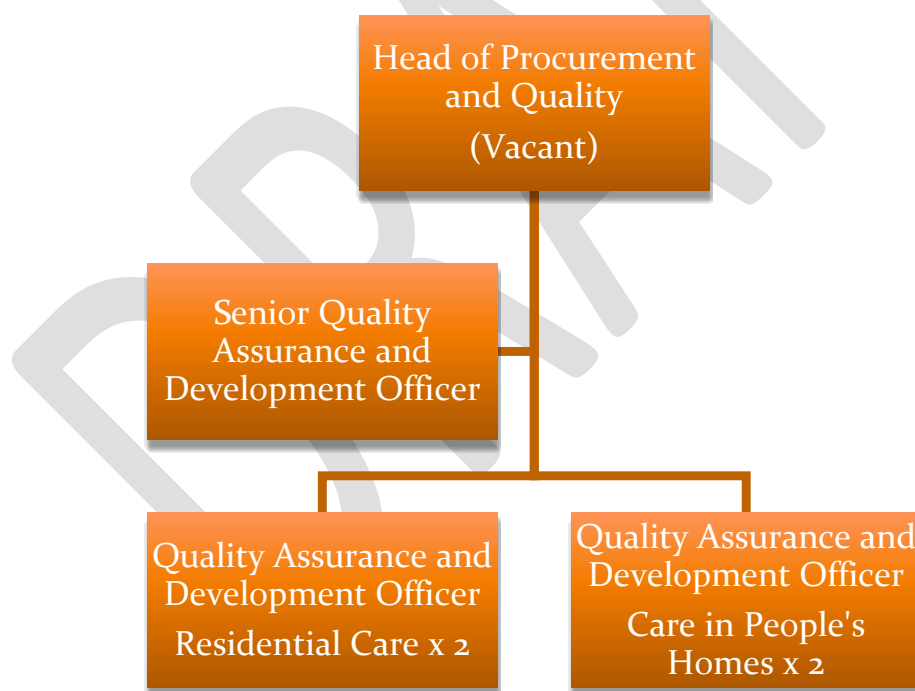 Head of Procurement
and Quality
(Vacant)
Senior Quality
Assurance and
Development Officer
Quality Assurance and
Development Officer
Residential Care x 2
Quality Assurance and
Development Officer
Care in People's
Homes x 2